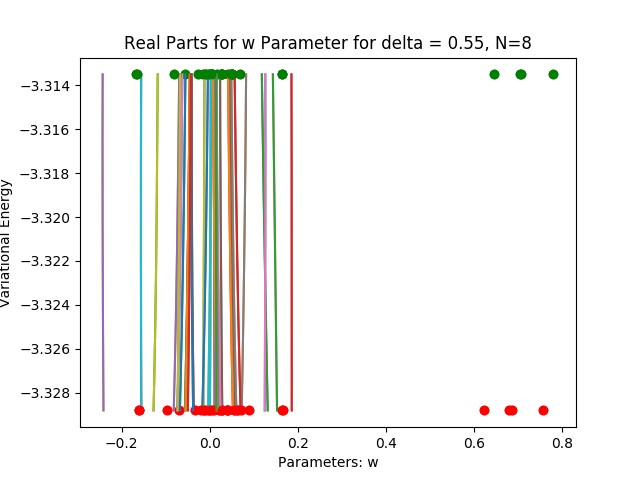 Real Parts for w Parameter for delta = 0.55, N=8
Variational Energy
−3.314
−3.316
−3.318
−3.320
−3.322
−3.324
−3.326
−3.328
−0.2 0.0 0.2 0.4 0.6 0.8
Parameters: w